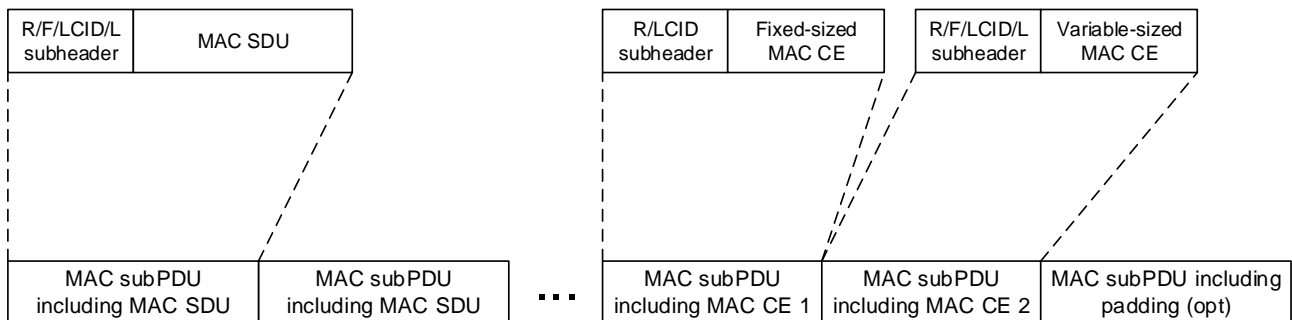 R/F/LCID/L
subheader
MAC SDU
R/LCID
subheader
Fixed-sized
MAC CE
R/F/LCID/L
subheader
Variable-sized
MAC CE
MAC subPDU
including MAC SDU
MAC subPDU
including MAC SDU
...
MAC subPDU
including MAC CE 1
MAC subPDU
including MAC CE 2
MAC subPDU including
padding (opt)